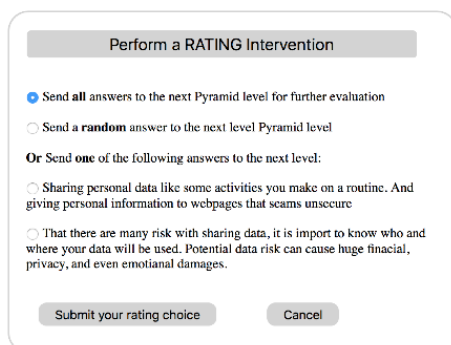 Perform a RATING Intervention
Send all answers to the next Pyramid level for further evaluation
Send a random answer to the next level Pyramid level
Or Send one of the following answers to the next level:
Sharing personal data like some activities you make on a routine. And
giving personal information to webpages that seams unsecure
That there are many risk with sharing data, it is import to know who and
where your data will be used. Potential data risk can cause huge finacial,
privacy, and even emotianal damages.
Submit your rating choice
Cancel